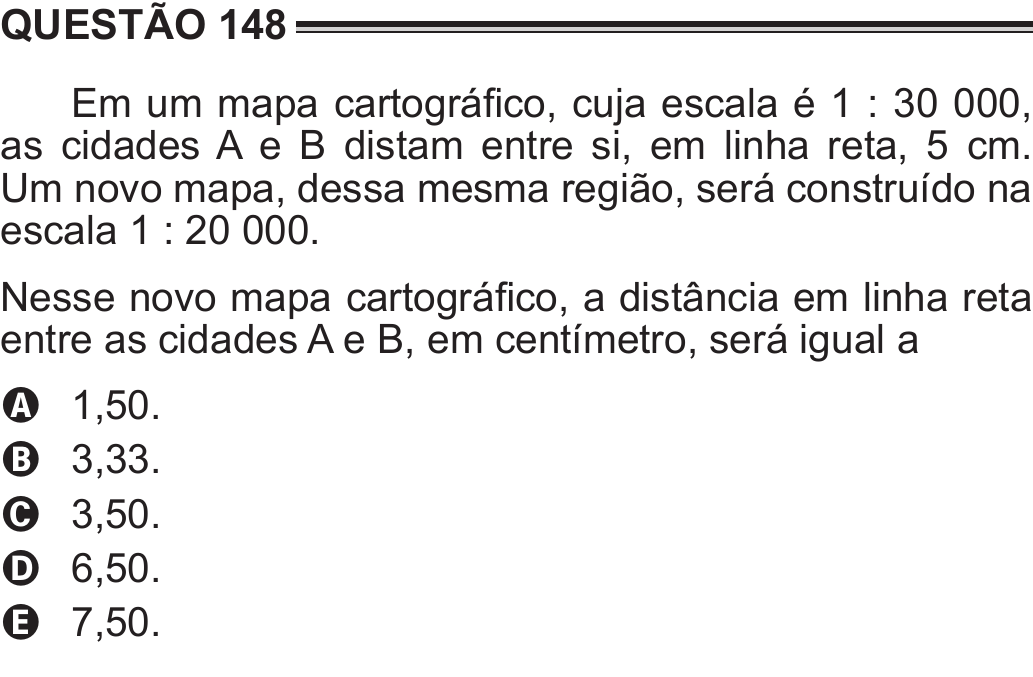 QUESTÃO 148
Em um mapa cartográfico, cuja escala é 1 : 30 000,
as cidades A e B distam entre si, em linha reta, 5 cm.
Um novo mapa, dessa mesma região, será construído na
escala 1 : 20 000.
Nesse novo mapa cartográfico, a distância em linha reta
entre as cidades A e B, em centímetro, será igual a
A 1,50.
B 3,33.
C 3,50.
D 6,50.
E 7,50.